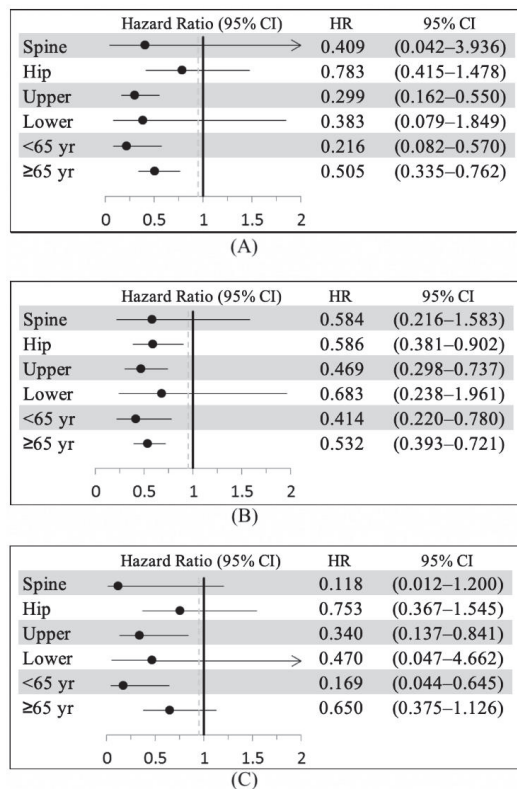 Hazard Ratio (95% CI) HR 95% CI
Spine 0.409 (0.042–3.936)
Hip 0.783 (0.415–1.478)
Upper 0.299 (0.162–0.550)
Lower 0.383 (0.079–1.849)
<65 yr 0.216 (0.082–0.570)
≥65 yr 0.505 (0.335–0.762)
0 0.5 1 1.5 2
(A)
Hazard Ratio (95% CI) HR 95% CI
Spine 0.584 (0.216–1.583)
Hip 0.586 (0.381–0.902)
Upper 0.469 (0.298–0.737)
Lower 0.683 (0.238–1.961)
<65 yr 0.414 (0.220–0.780)
≥65 yr 0.532 (0.393–0.721)
0 0.5 1 1.5 2
(B)
Hazard Ratio (95% CI) HR 95% CI
Spine 0.118 (0.012–1.200)
Hip 0.753 (0.367–1.545)
Upper 0.340 (0.137–0.841)
Lower 0.470 (0.047–4.662)
<65 yr 0.169 (0.044–0.645)
≥65 yr 0.650 (0.375–1.126)
0 0.5 1 1.5 2
(C)